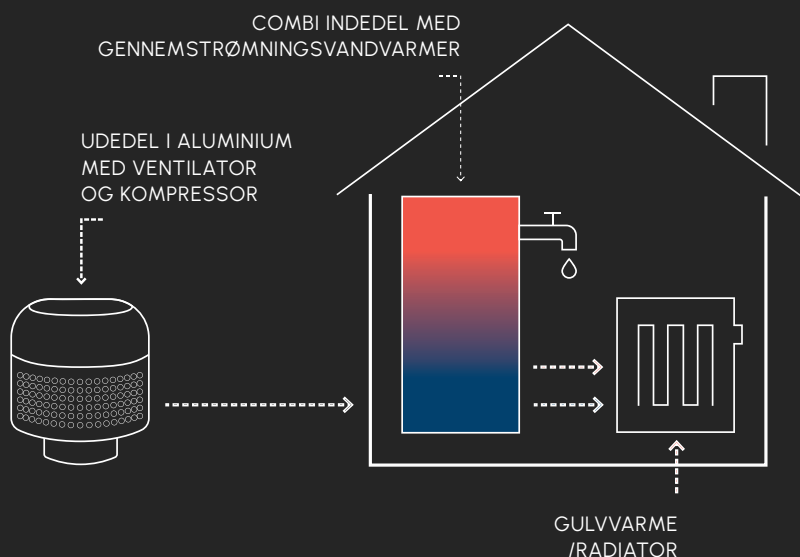 COMBI INDEDEL MED
GENNEMSTRØMNINGSVANDVARMER
UDEDEL I ALUMINIUM
MED VENTILATOR
OG KOMPRESSOR
GULVVARME
/RADIATOR